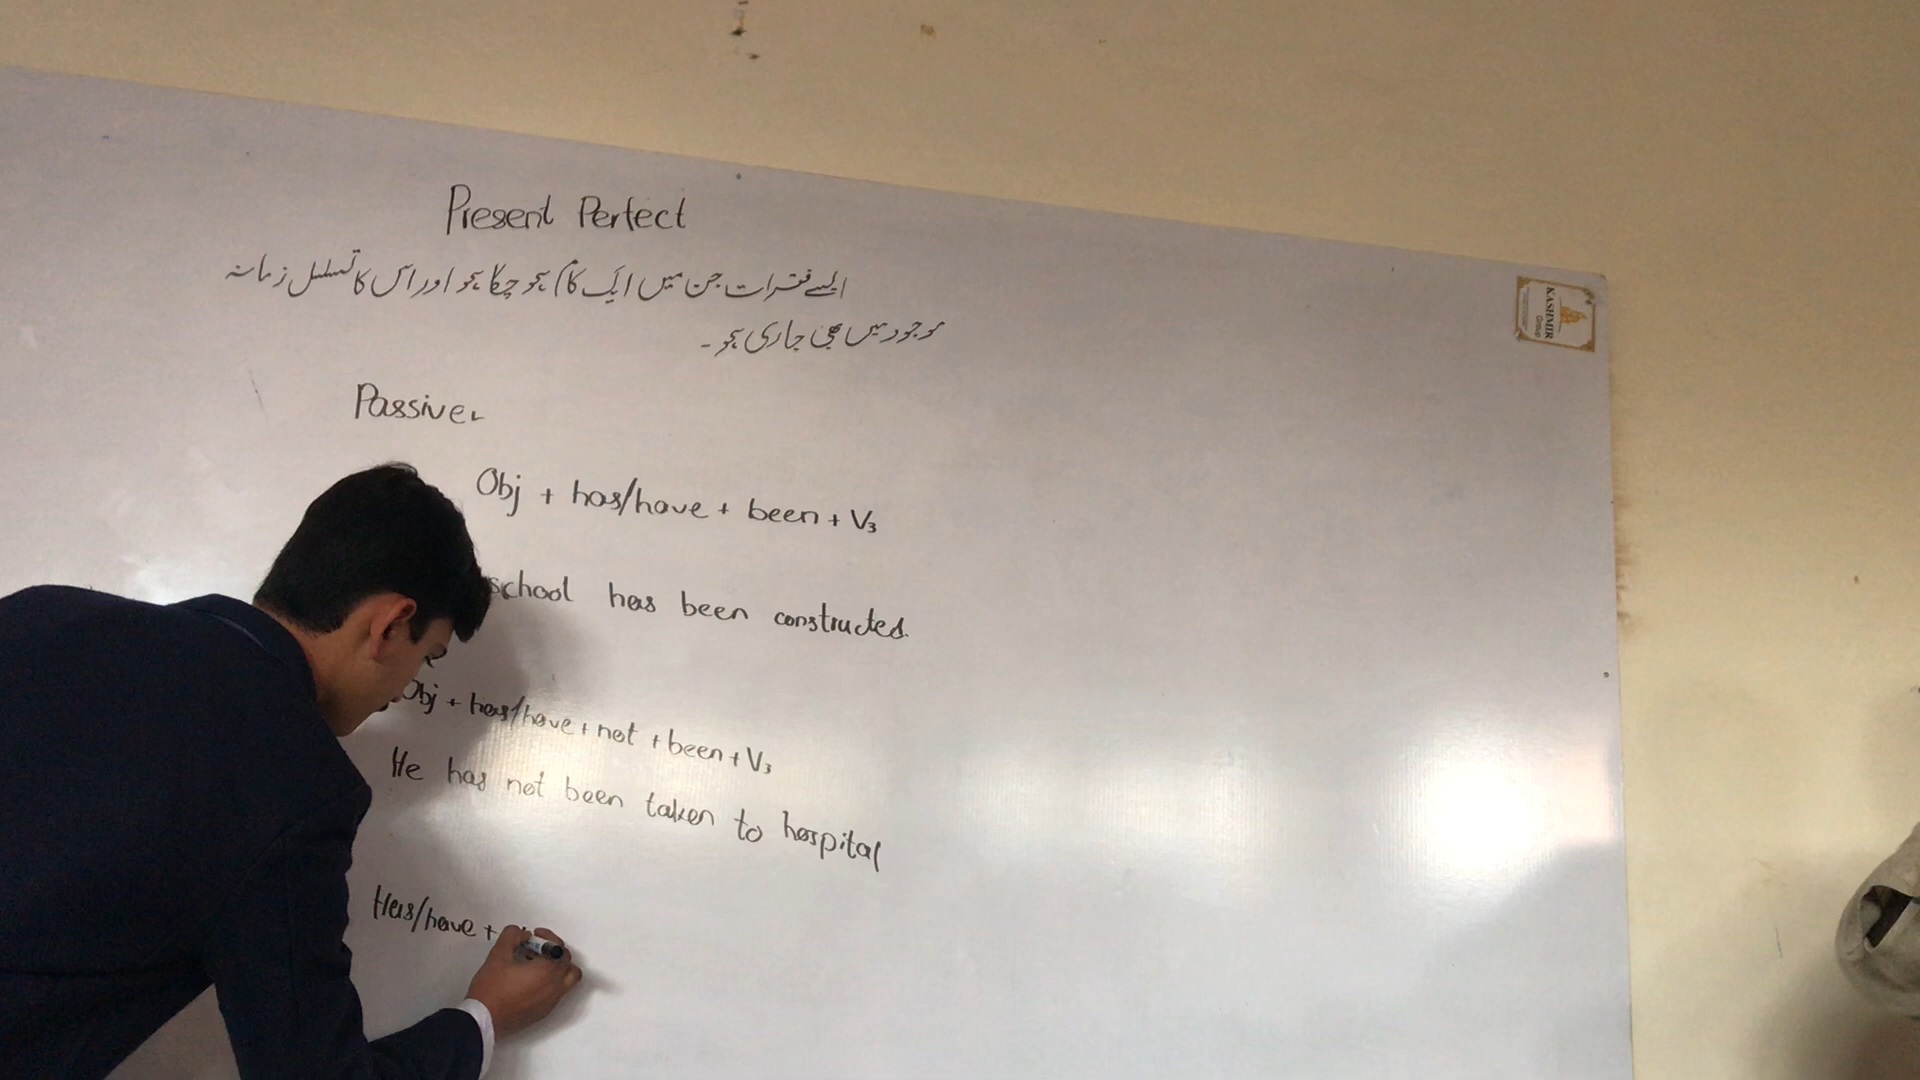 Present Perfect
ایسے فقرات جن میں ایک کام ہو چکا ہو اور اس کا تسلسل زمانہ
موجود میں بھی جاری ہو ۔
Passive
Obj + has/have + been + V3
school has been constructed.
Obj + has/have + not + been + V3
He has not been taken to hospital
Has/have +
KASHMIR
Group